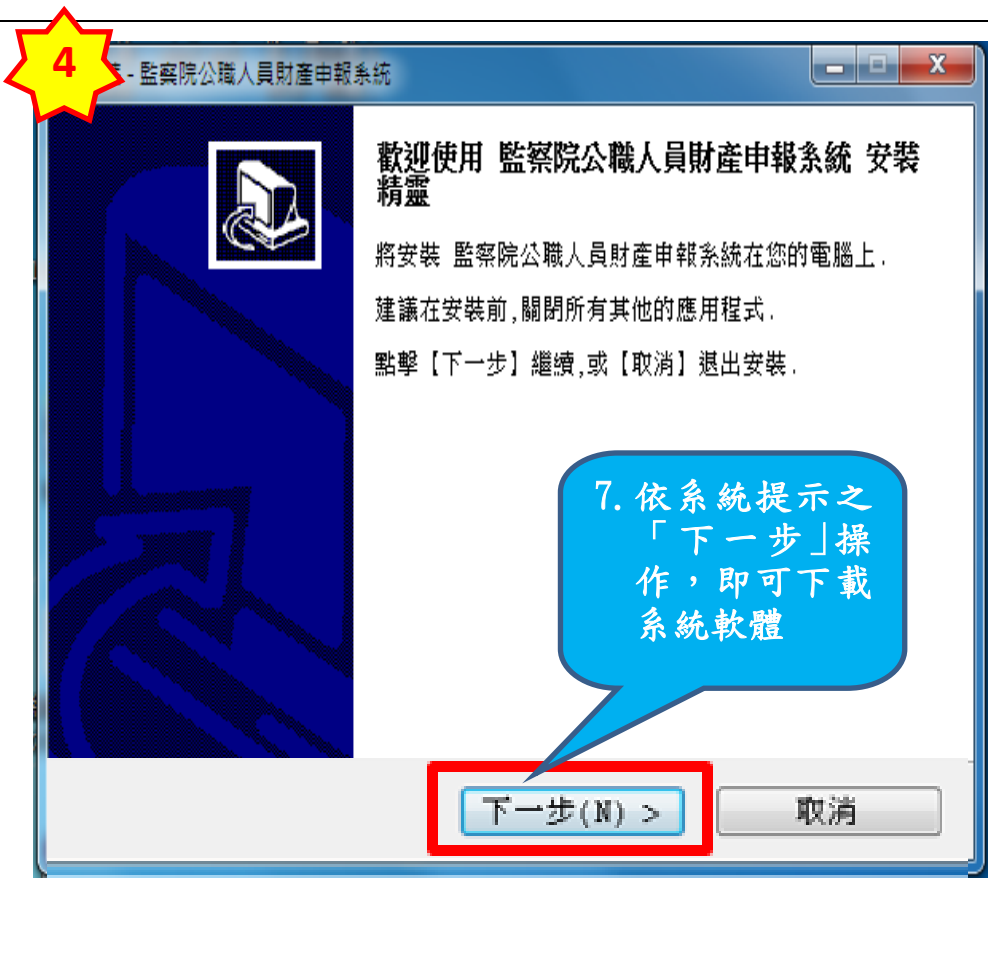 4
- 監察院公職人員財產申報系統
歡迎使用 監察院公職人員財產申報系統 安裝
精靈
將安裝 監察院公職人員財產申報系統在您的電腦上.
建議在安裝前,關閉所有其他的應用程式.
點擊【下一步】繼續,或【取消】退出安裝.
7. 依系統提示之
「下一步」操
作，即可下載
系統軟體
下一步(N) >
取消